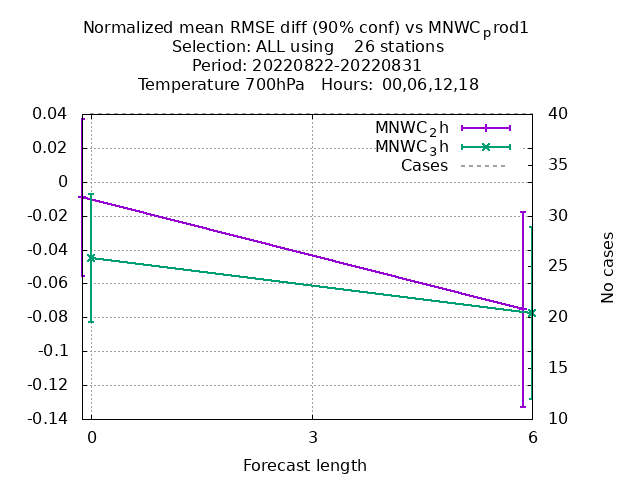 Normalized mean RMSE diff (90% conf) vs MNWCprod1
Selection: ALL using    26 stations
Period: 20220822-20220831
Temperature 700hPa   Hours: 00,06,12,18
0.04
0.02
0
-0.02
-0.04
-0.06
-0.08
-0.1
-0.12
-0.14
MNWC2h
MNWC3h
Cases
40
35
30
25
20
15
10
No cases
0 3 6
Forecast length